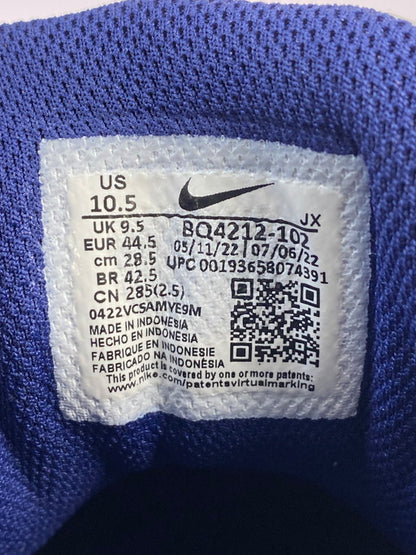 US
10.5
JX
UK 9.5
BQ4212-102
EUR 44.5
05/11/22 | 07/06/22
cm 28.5
UPC 00193658074391
BR 42.5
CN 285(2.5)
0422VCSAMYE9M
MADE IN INDONESIA
HECHO EN INDONESIA
FABRIQUE EN INDONESIE
FABRICADO NA INDONÉSIA
This product is covered by one or more patents:
www.nike.com/patentsvirtualmarking